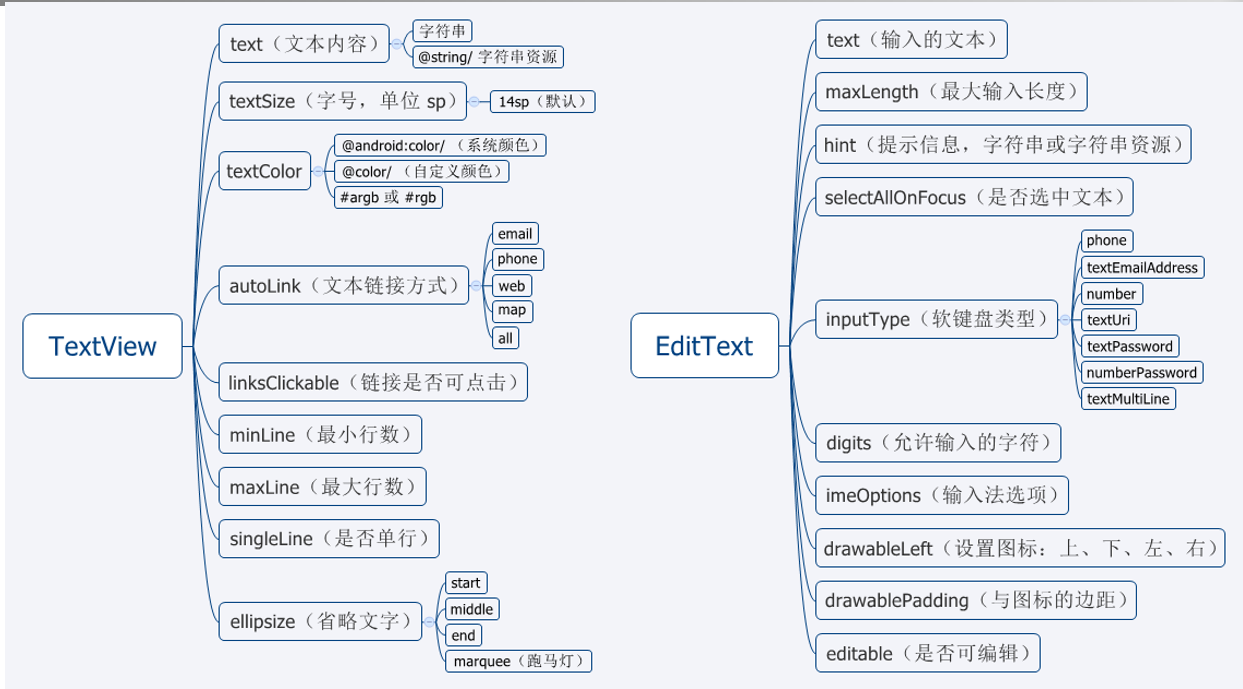 TextView
text（文本内容）
字符串
@string/ 字符串资源
textSize（字号，单位 sp）
14sp（默认）
textColor
@android:color/ （系统颜色）
@color/ （自定义颜色）
#argb 或 #rgb
autoLink（文本链接方式）
email
phone
web
map
all
linksClickable（链接是否可点击）
minLine（最小行数）
maxLine（最大行数）
singleLine（是否单行）
ellipsize（省略文字）
start
middle
end
marquee（跑马灯）
EditText
text（输入的文本）
maxLength（最大输入长度）
hint（提示信息，字符串或字符串资源）
selectAllOnFocus（是否选中文本）
inputType（软键盘类型）
phone
textEmailAddress
number
textUri
textPassword
numberPassword
textMultiLine
digits（允许输入的字符）
imeOptions（输入法选项）
drawableLeft（设置图标：上、下、左、右）
drawablePadding（与图标的边距）
editable（是否可编辑）